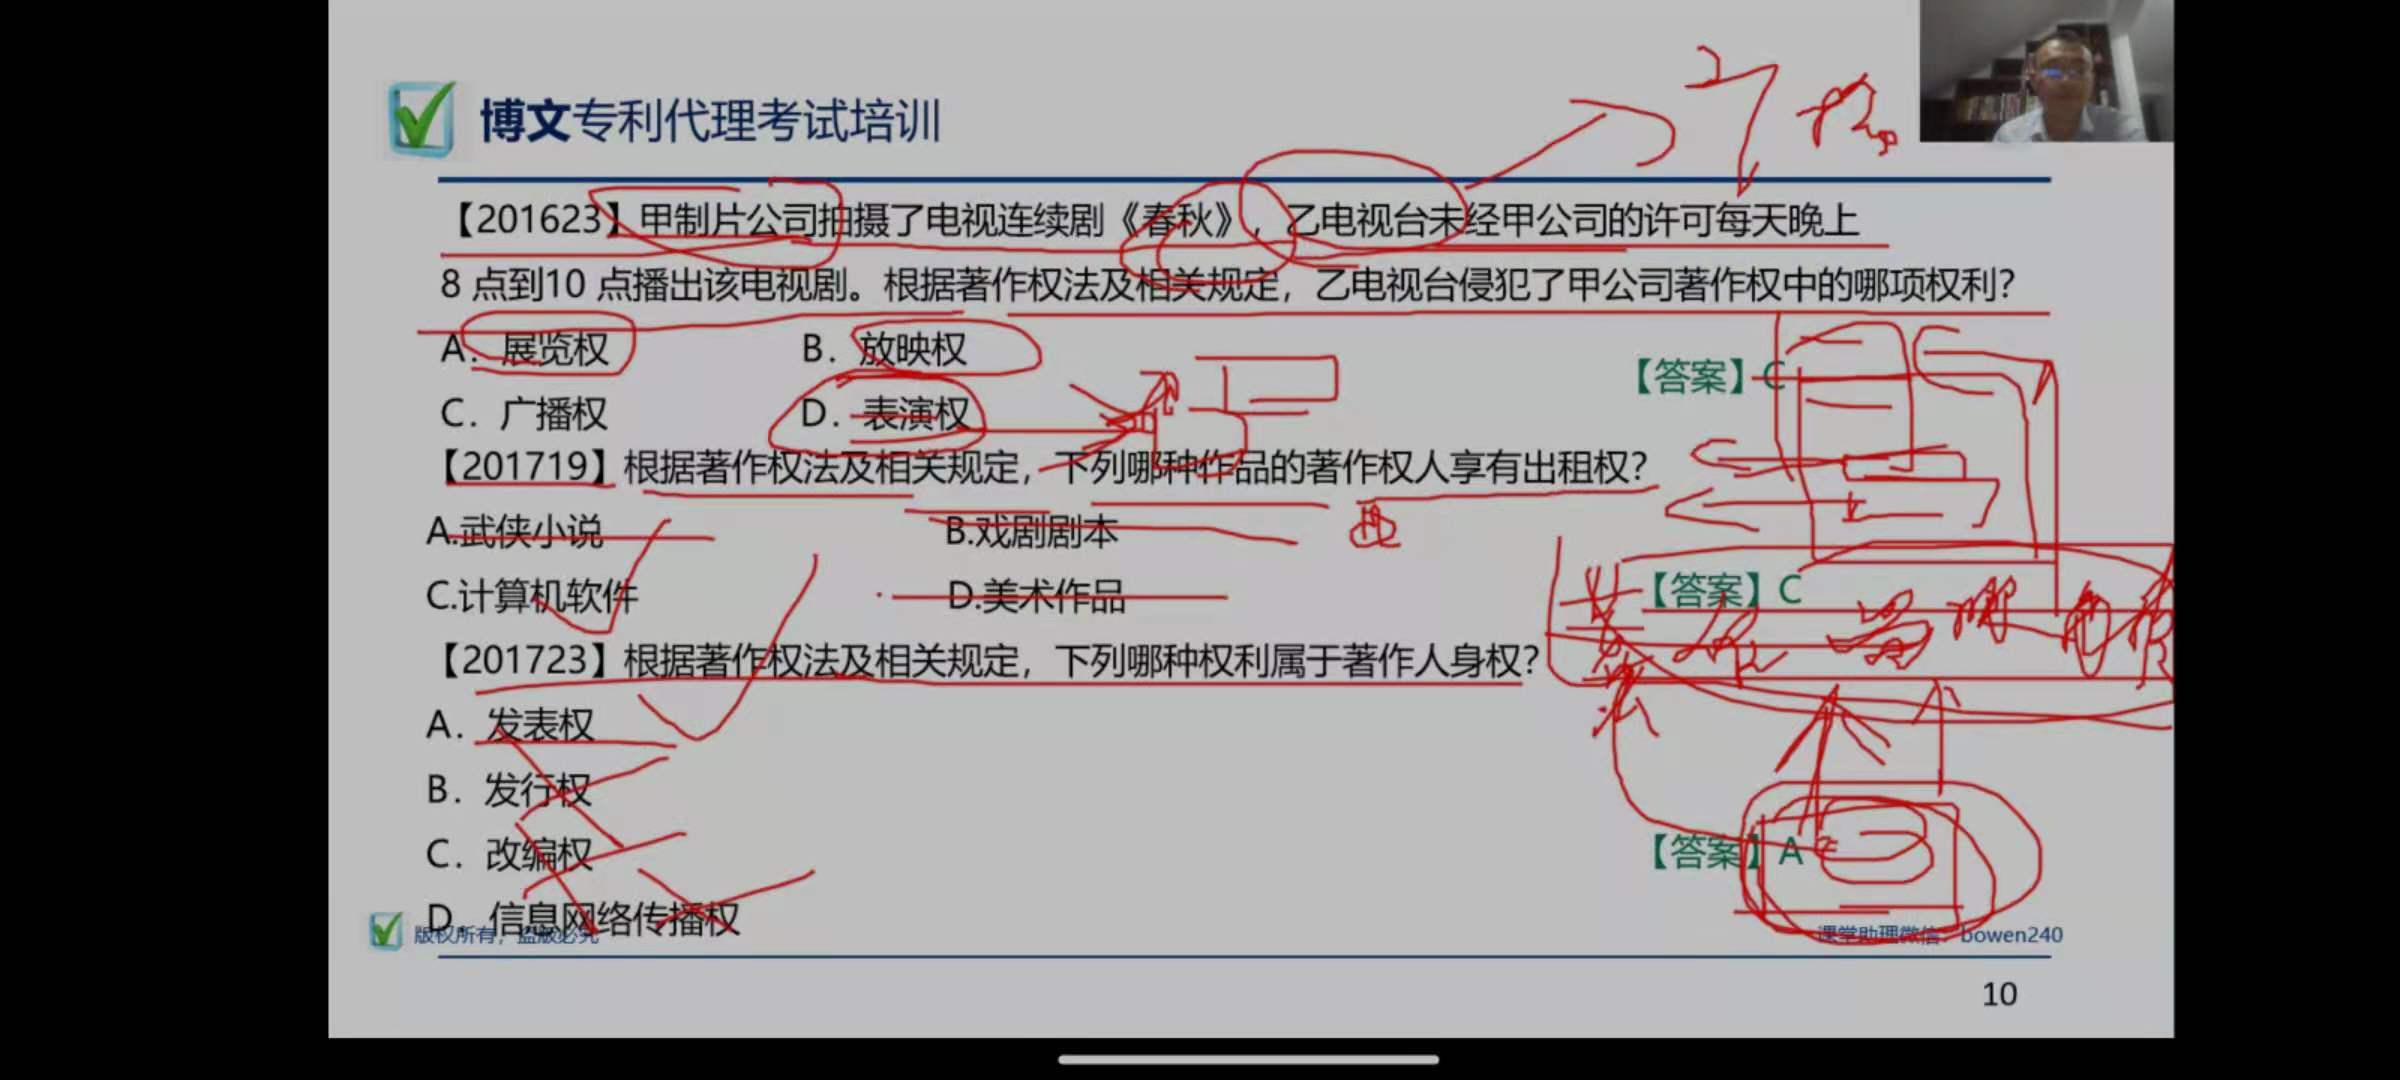 博文专利代理考试培训
【201623】甲制片公司拍摄了电视连续剧《春秋》，乙电视台未经甲公司的许可每天晚上
8 点到10 点播出该电视剧。根据著作权法及相关规定，乙电视台侵犯了甲公司著作权中的哪项权利？
A. 展览权 B. 放映权
【答案】C
C. 广播权 D. 表演权
【201719】根据著作权法及相关规定，下列哪种作品的著作权人享有出租权？
A.武侠小说 B.戏剧剧本
C.计算机软件 D.美术作品
【答案】C
【201723】根据著作权法及相关规定，下列哪种权利属于著作人身权？
A. 发表权
B. 发行权
C. 改编权
【答案】A
D. 信息网络传播权
版权所有，盗版必究
课堂助理微信：bowen240
10